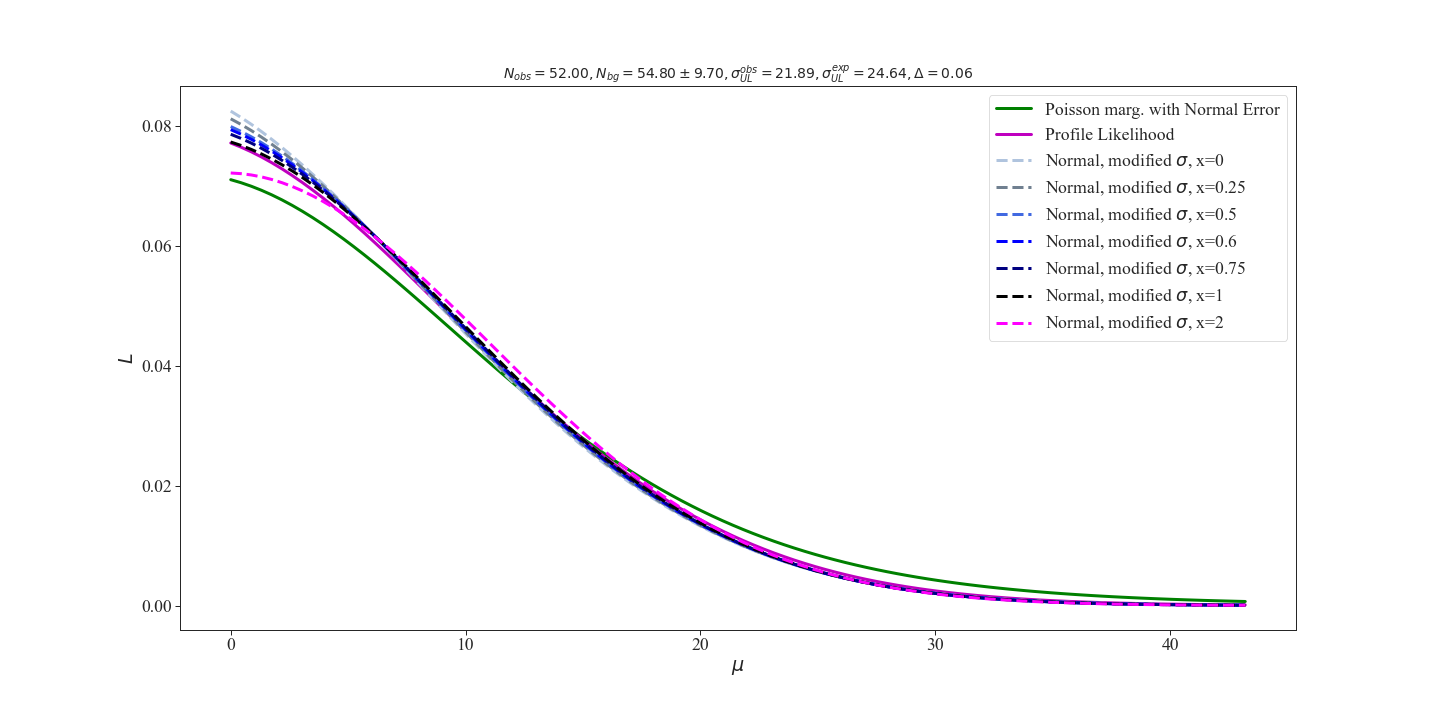 N_obs = 52.00, N_bg = 54.80 ± 9.70, σ_UL^obs = 21.89, σ_UL^exp = 24.64, Δ = 0.06
Poisson marg. with Normal Error
Profile Likelihood
Normal, modified σ, x=0
Normal, modified σ, x=0.25
Normal, modified σ, x=0.5
Normal, modified σ, x=0.6
Normal, modified σ, x=0.75
Normal, modified σ, x=1
Normal, modified σ, x=2
0.08
0.06
L
0.04
0.02
0.00
0 10 20 30 40
μ